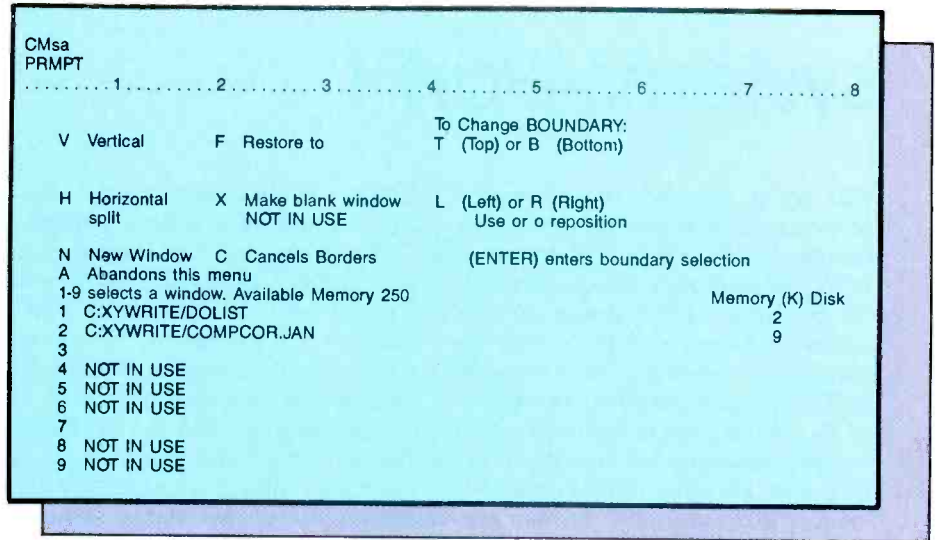 CMsa
PRMPT
.........1.........2.........3.........4.........5.........6.........7.........8
To Change BOUNDARY:
V Vertical F Restore to T (Top) or B (Bottom)
H Horizontal X Make blank window L (Left) or R (Right)
split NOT IN USE Use or o reposition
N New Window C Cancels Borders (ENTER) enters boundary selection
A Abandons this menu
1-9 selects a window. Available Memory 250 Memory (K) Disk
1 C:XYWRITE/DOLIST 2
2 C:XYWRITE/COMPCOR.JAN 9
3
4 NOT IN USE
5 NOT IN USE
6 NOT IN USE
7
8 NOT IN USE
9 NOT IN USE